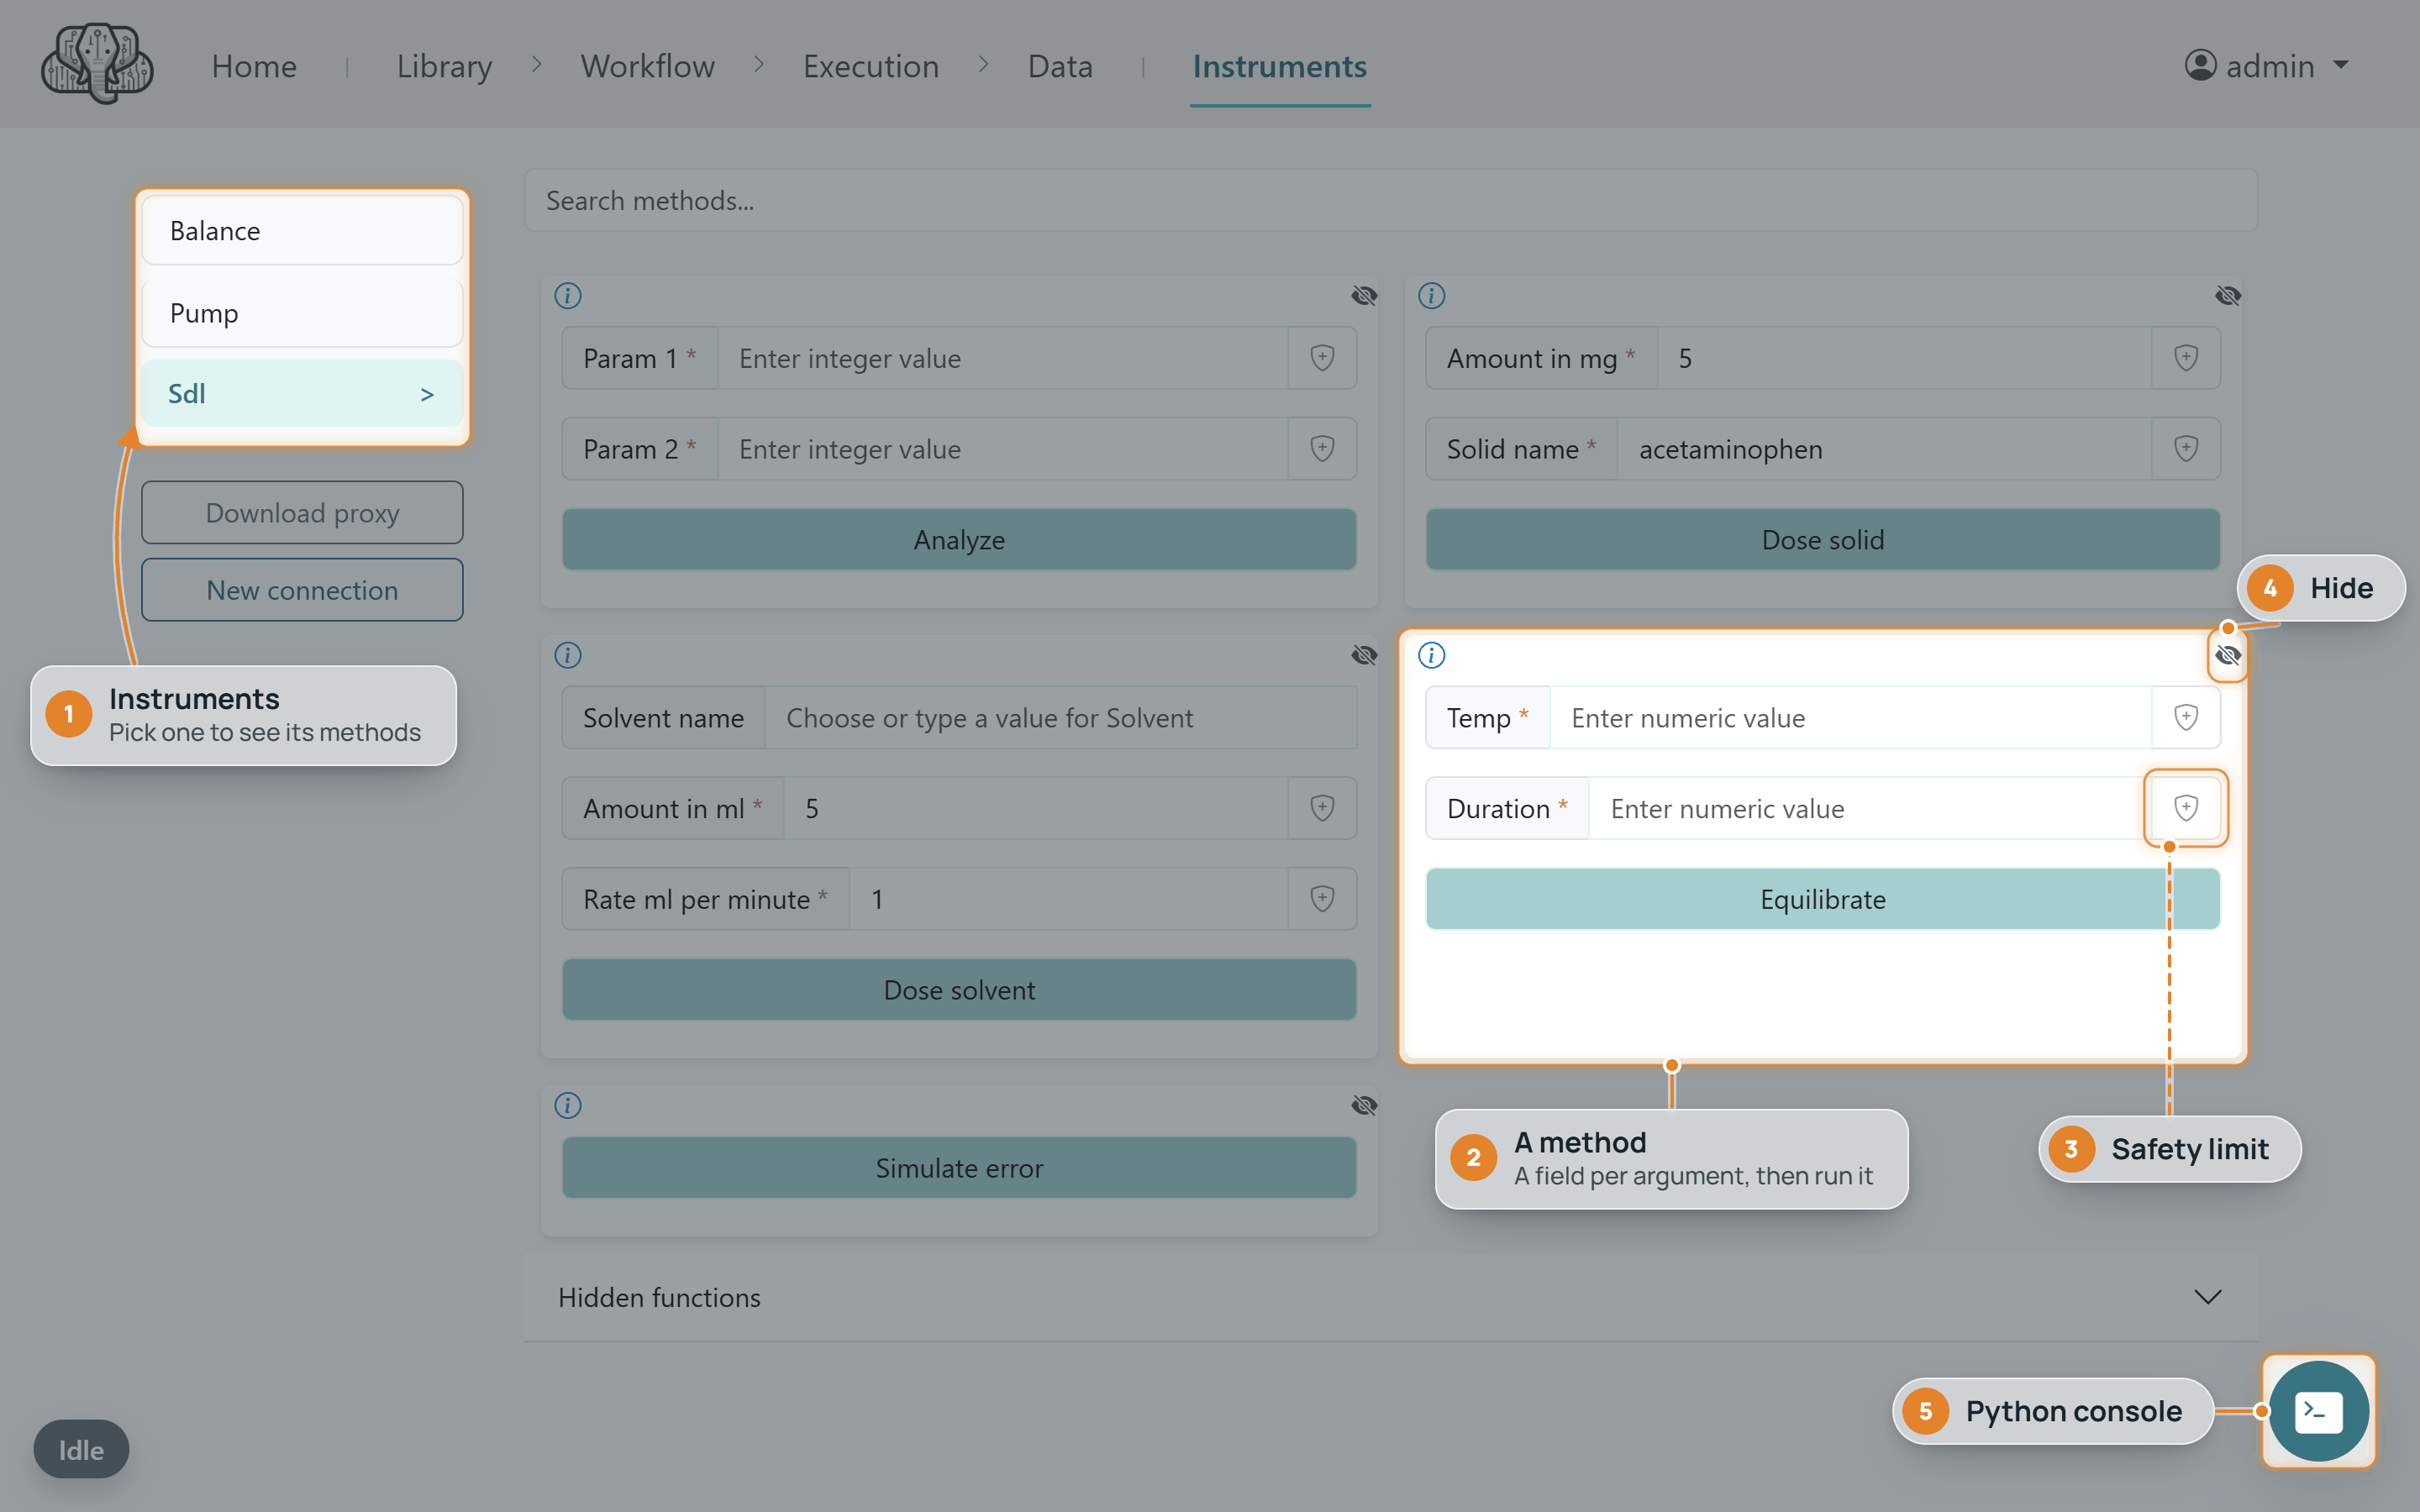 Home | Library > Workflow > Execution > Data | Instruments
admin
Balance
Pump
Sdl >
Download proxy
New connection
1 Instruments
Pick one to see its methods
Search methods...
Param 1 * Enter integer value
Param 2 * Enter integer value
Analyze
Amount in mg * 5
Solid name * acetaminophen
Dose solid
4 Hide
Solvent name Choose or type a value for Solvent
Amount in ml * 5
Rate ml per minute * 1
Dose solvent
Temp * Enter numeric value
Duration * Enter numeric value
Equilibrate
2 A method
A field per argument, then run it
3 Safety limit
Simulate error
Hidden functions
5 Python console
>_
Idle